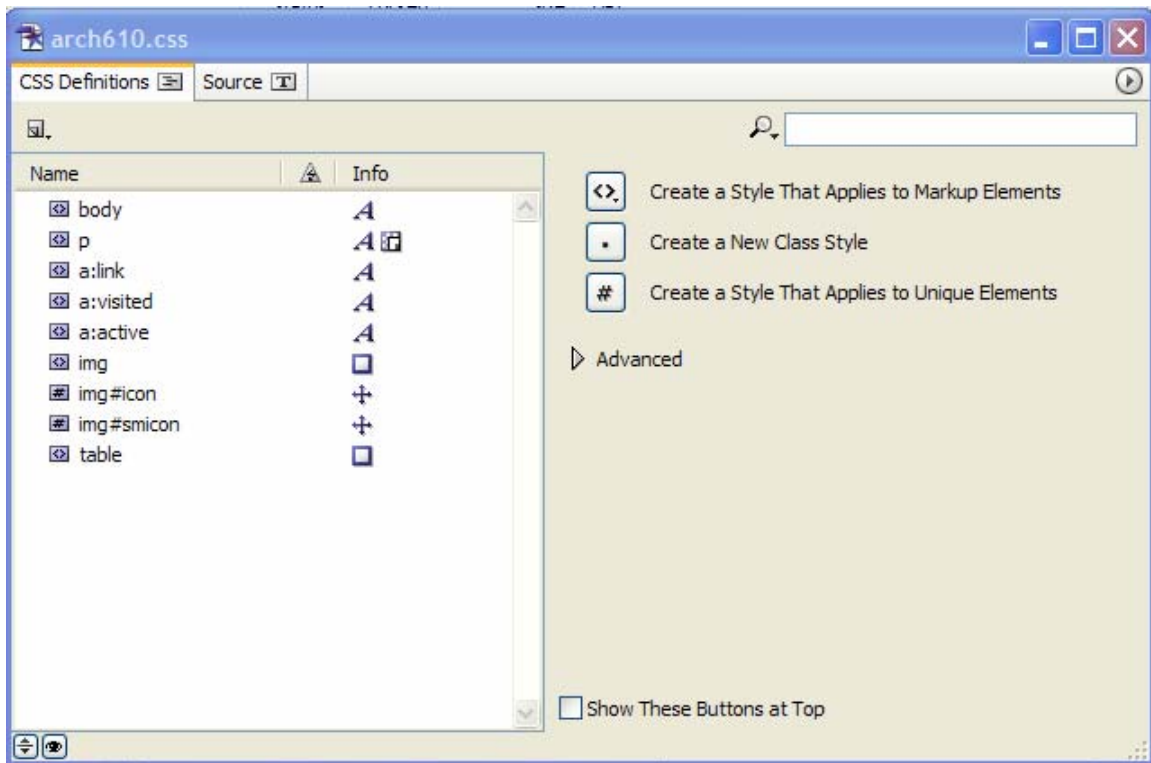 arch610.css
CSS Definitions Source
Name Info
body
p
a:link
a:visited
a:active
img
img#icon
img#smicon
table
Create a Style That Applies to Markup Elements
Create a New Class Style
Create a Style That Applies to Unique Elements
Advanced
Show These Buttons at Top